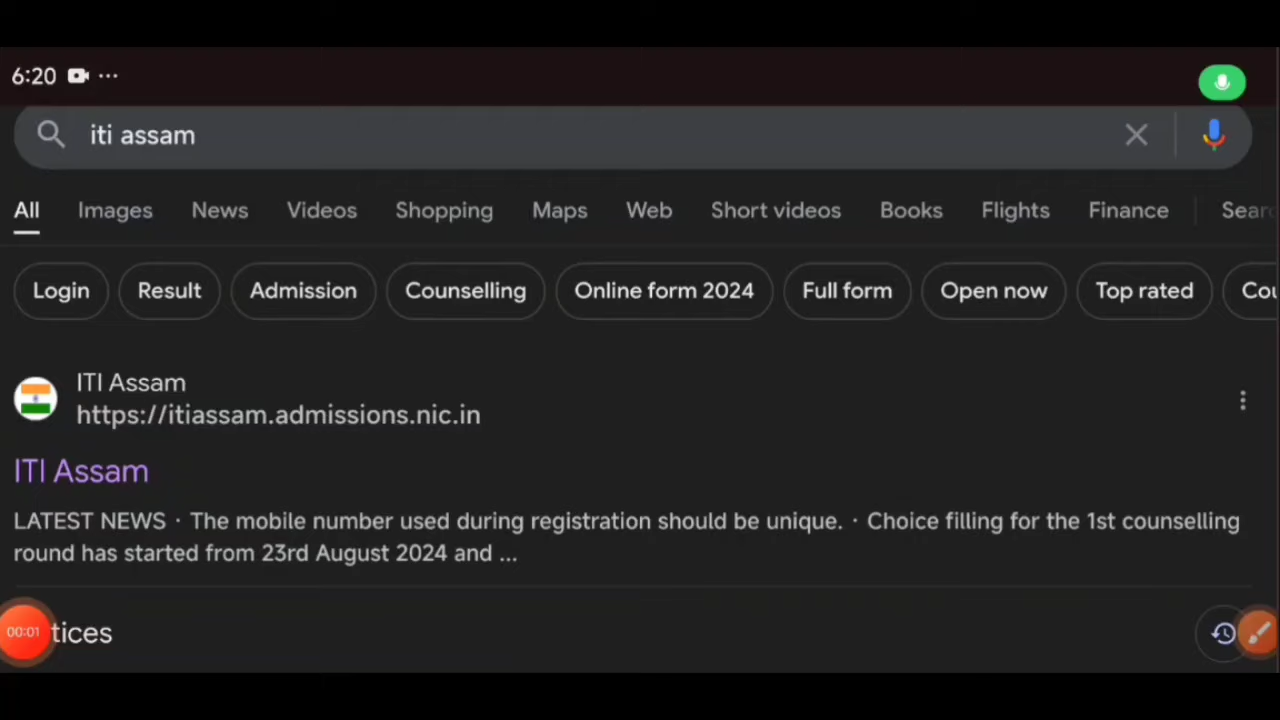 6:20
iti assam
All Images News Videos Shopping Maps Web Short videos Books Flights Finance
Login Result Admission Counselling Online form 2024 Full form Open now Top rated
ITI Assam
https://itiassam.admissions.nic.in
ITI Assam
LATEST NEWS · The mobile number used during registration should be unique. · Choice filling for the 1st counselling
round has started from 23rd August 2024 and ...
00:01 tices